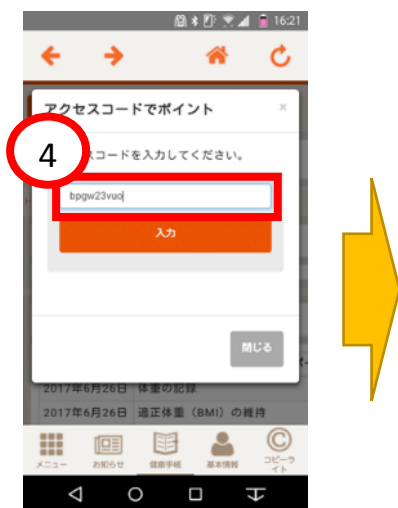 16:21
アクセスコードでポイント ×
4
スコードを入力してください。
bpgw23vuo
入力
閉じる
2017年6月26日 体重の記録
2017年6月26日 適正体重（BMI）の維持
メニュー お知らせ 健康手帳 基本情報 コピーライト